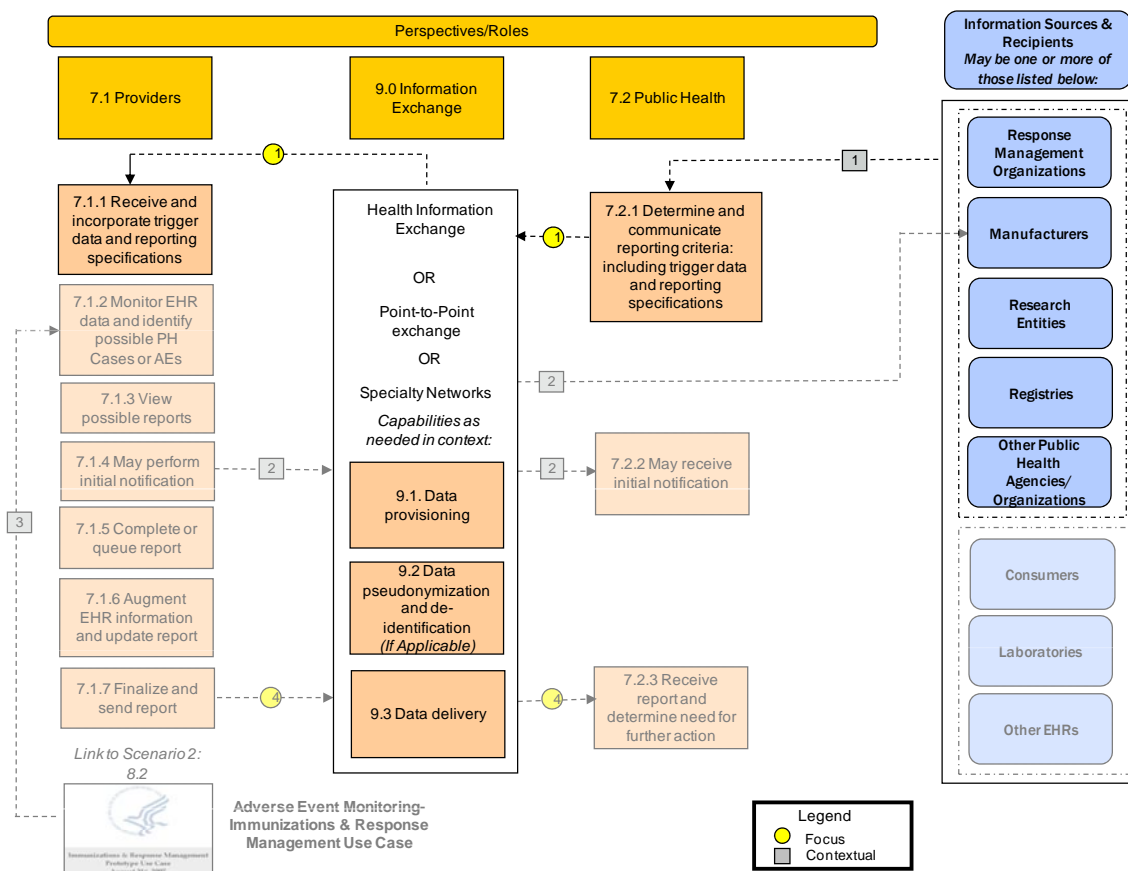 Perspectives/Roles
Information Sources &
Recipients
May be one or more of
those listed below:
7.1 Providers
9.0 Information
Exchange
7.2 Public Health
1
1
1
7.1.1 Receive and
incorporate trigger
data and reporting
specifications
Health Information
Exchange
OR
Point-to-Point
exchange
OR
Specialty Networks
Capabilities as
needed in context:
7.2.1 Determine and
communicate
reporting criteria:
including trigger data
and reporting
specifications
Response
Management
Organizations
Manufacturers
Research
Entities
Registries
Other Public
Health
Agencies/
Organizations
7.1.2 Monitor EHR
data and identify
possible PH
Cases or AEs
7.1.3 View
possible reports
7.1.4 May perform
initial notification
2
2
2
7.2.2 May receive
initial notification
3
7.1.5 Complete or
queue report
9.1. Data
provisioning
7.1.6 Augment
EHR information
and update report
9.2 Data
pseudonymization
and de-
identification
(If Applicable)
Consumers
Laboratories
Other EHRs
7.1.7 Finalize and
send report
4
9.3 Data delivery
4
7.2.3 Receive
report and
determine need for
further action
Link to Scenario 2:
8.2
Immunizations & Response Management
Prototype Use Case
Adverse Event Monitoring-
Immunizations & Response
Management Use Case
Legend
Focus
Contextual